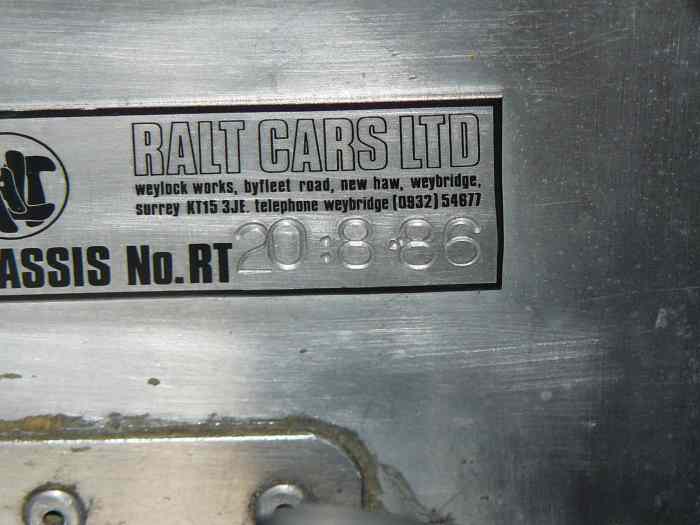 RALT CARS LTD
weylock works, byfleet road, new haw, weybridge,
surrey KT15 3JE. telephone weybridge (0932) 54677
ASSIS No. RT 20:8·86